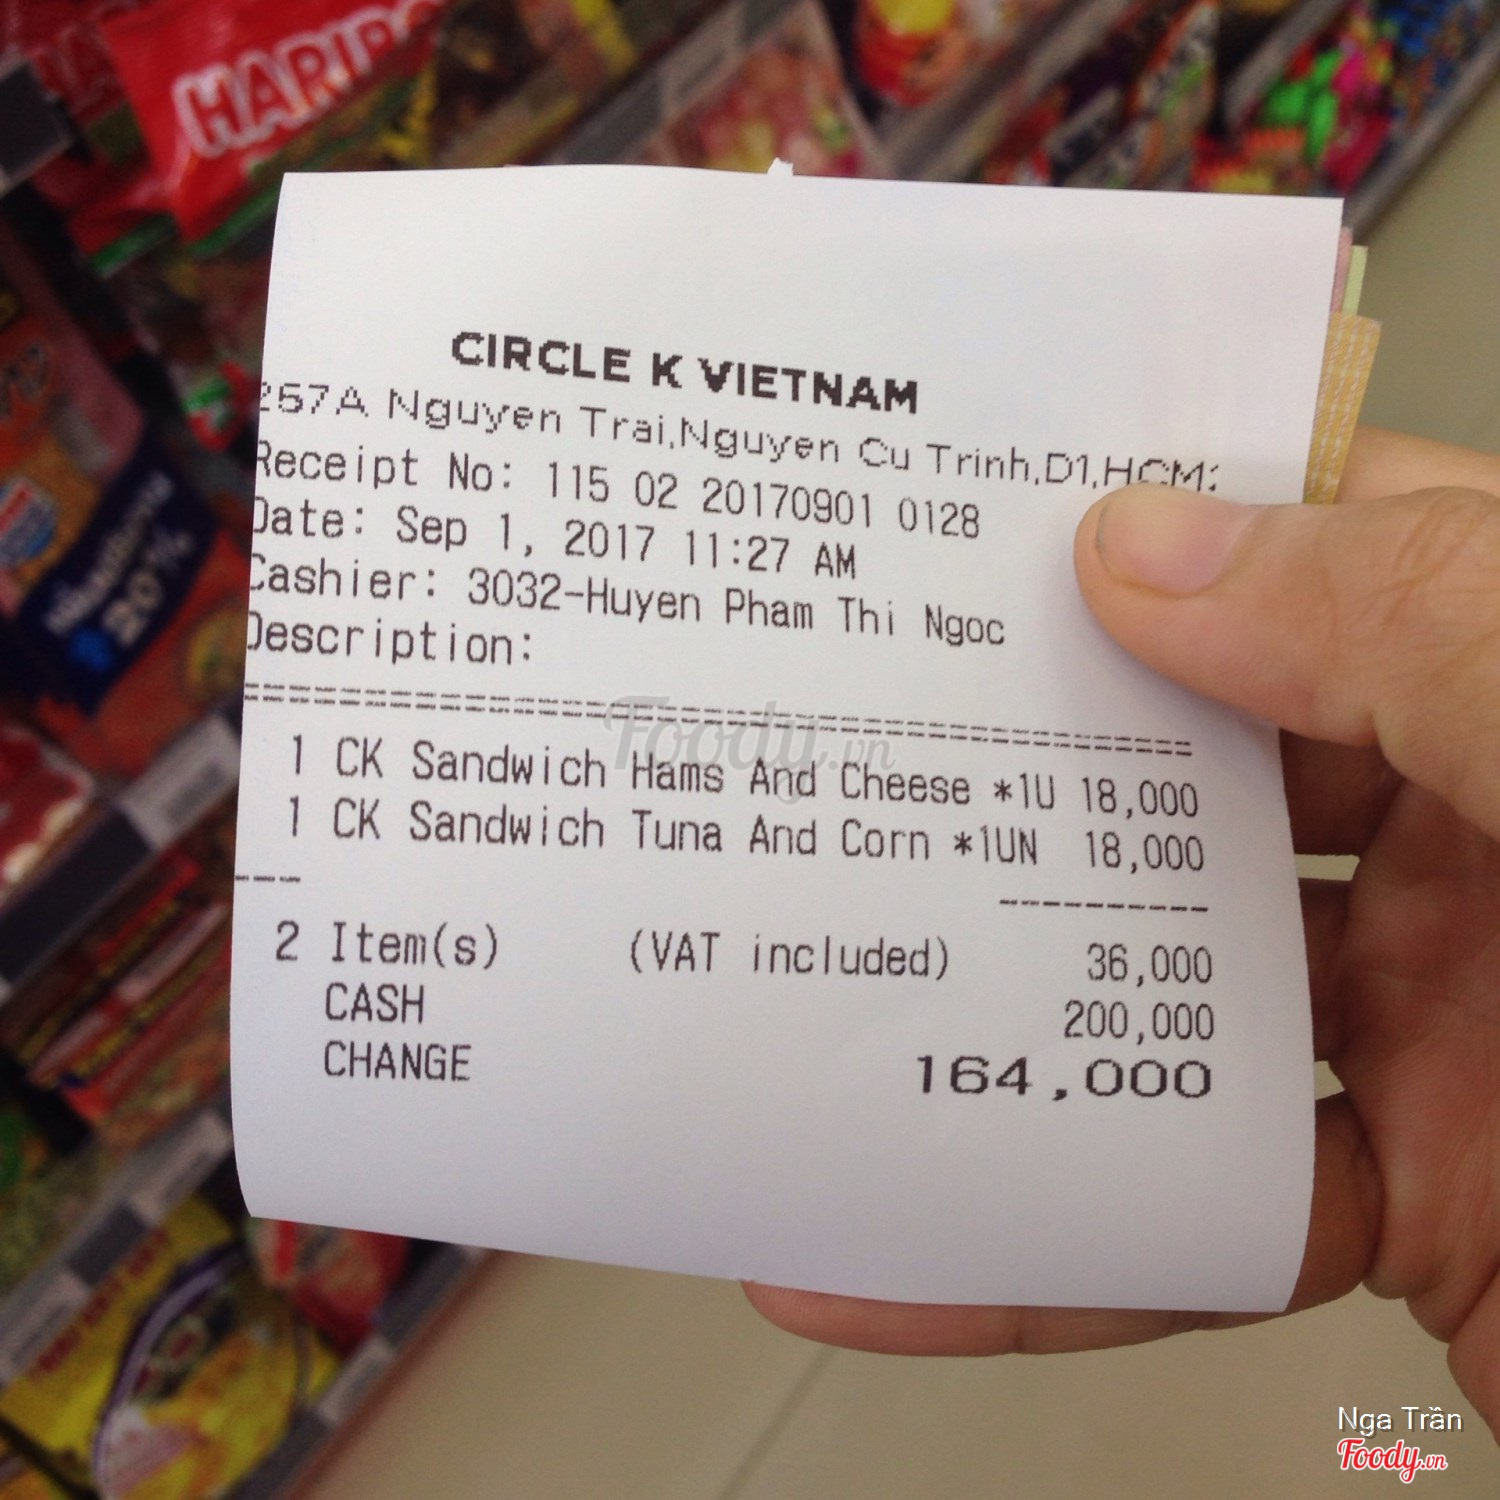 HARIBO
CIRCLE K VIETNAM
267A Nguyen Trai,Nguyen Cu Trinh,D1,HCM
Receipt No: 115 02 20170901 0128
Date: Sep 1, 2017 11:27 AM
Cashier: 3032-Huyen Pham Thi Ngoc
Description:
1 CK Sandwich Hams And Cheese *1U 18,000
1 CK Sandwich Tuna And Corn *1UN 18,000
2 Item(s) (VAT included) 36,000
CASH 200,000
CHANGE 164,000
Foody.vn
Nga Trần
Foody.vn